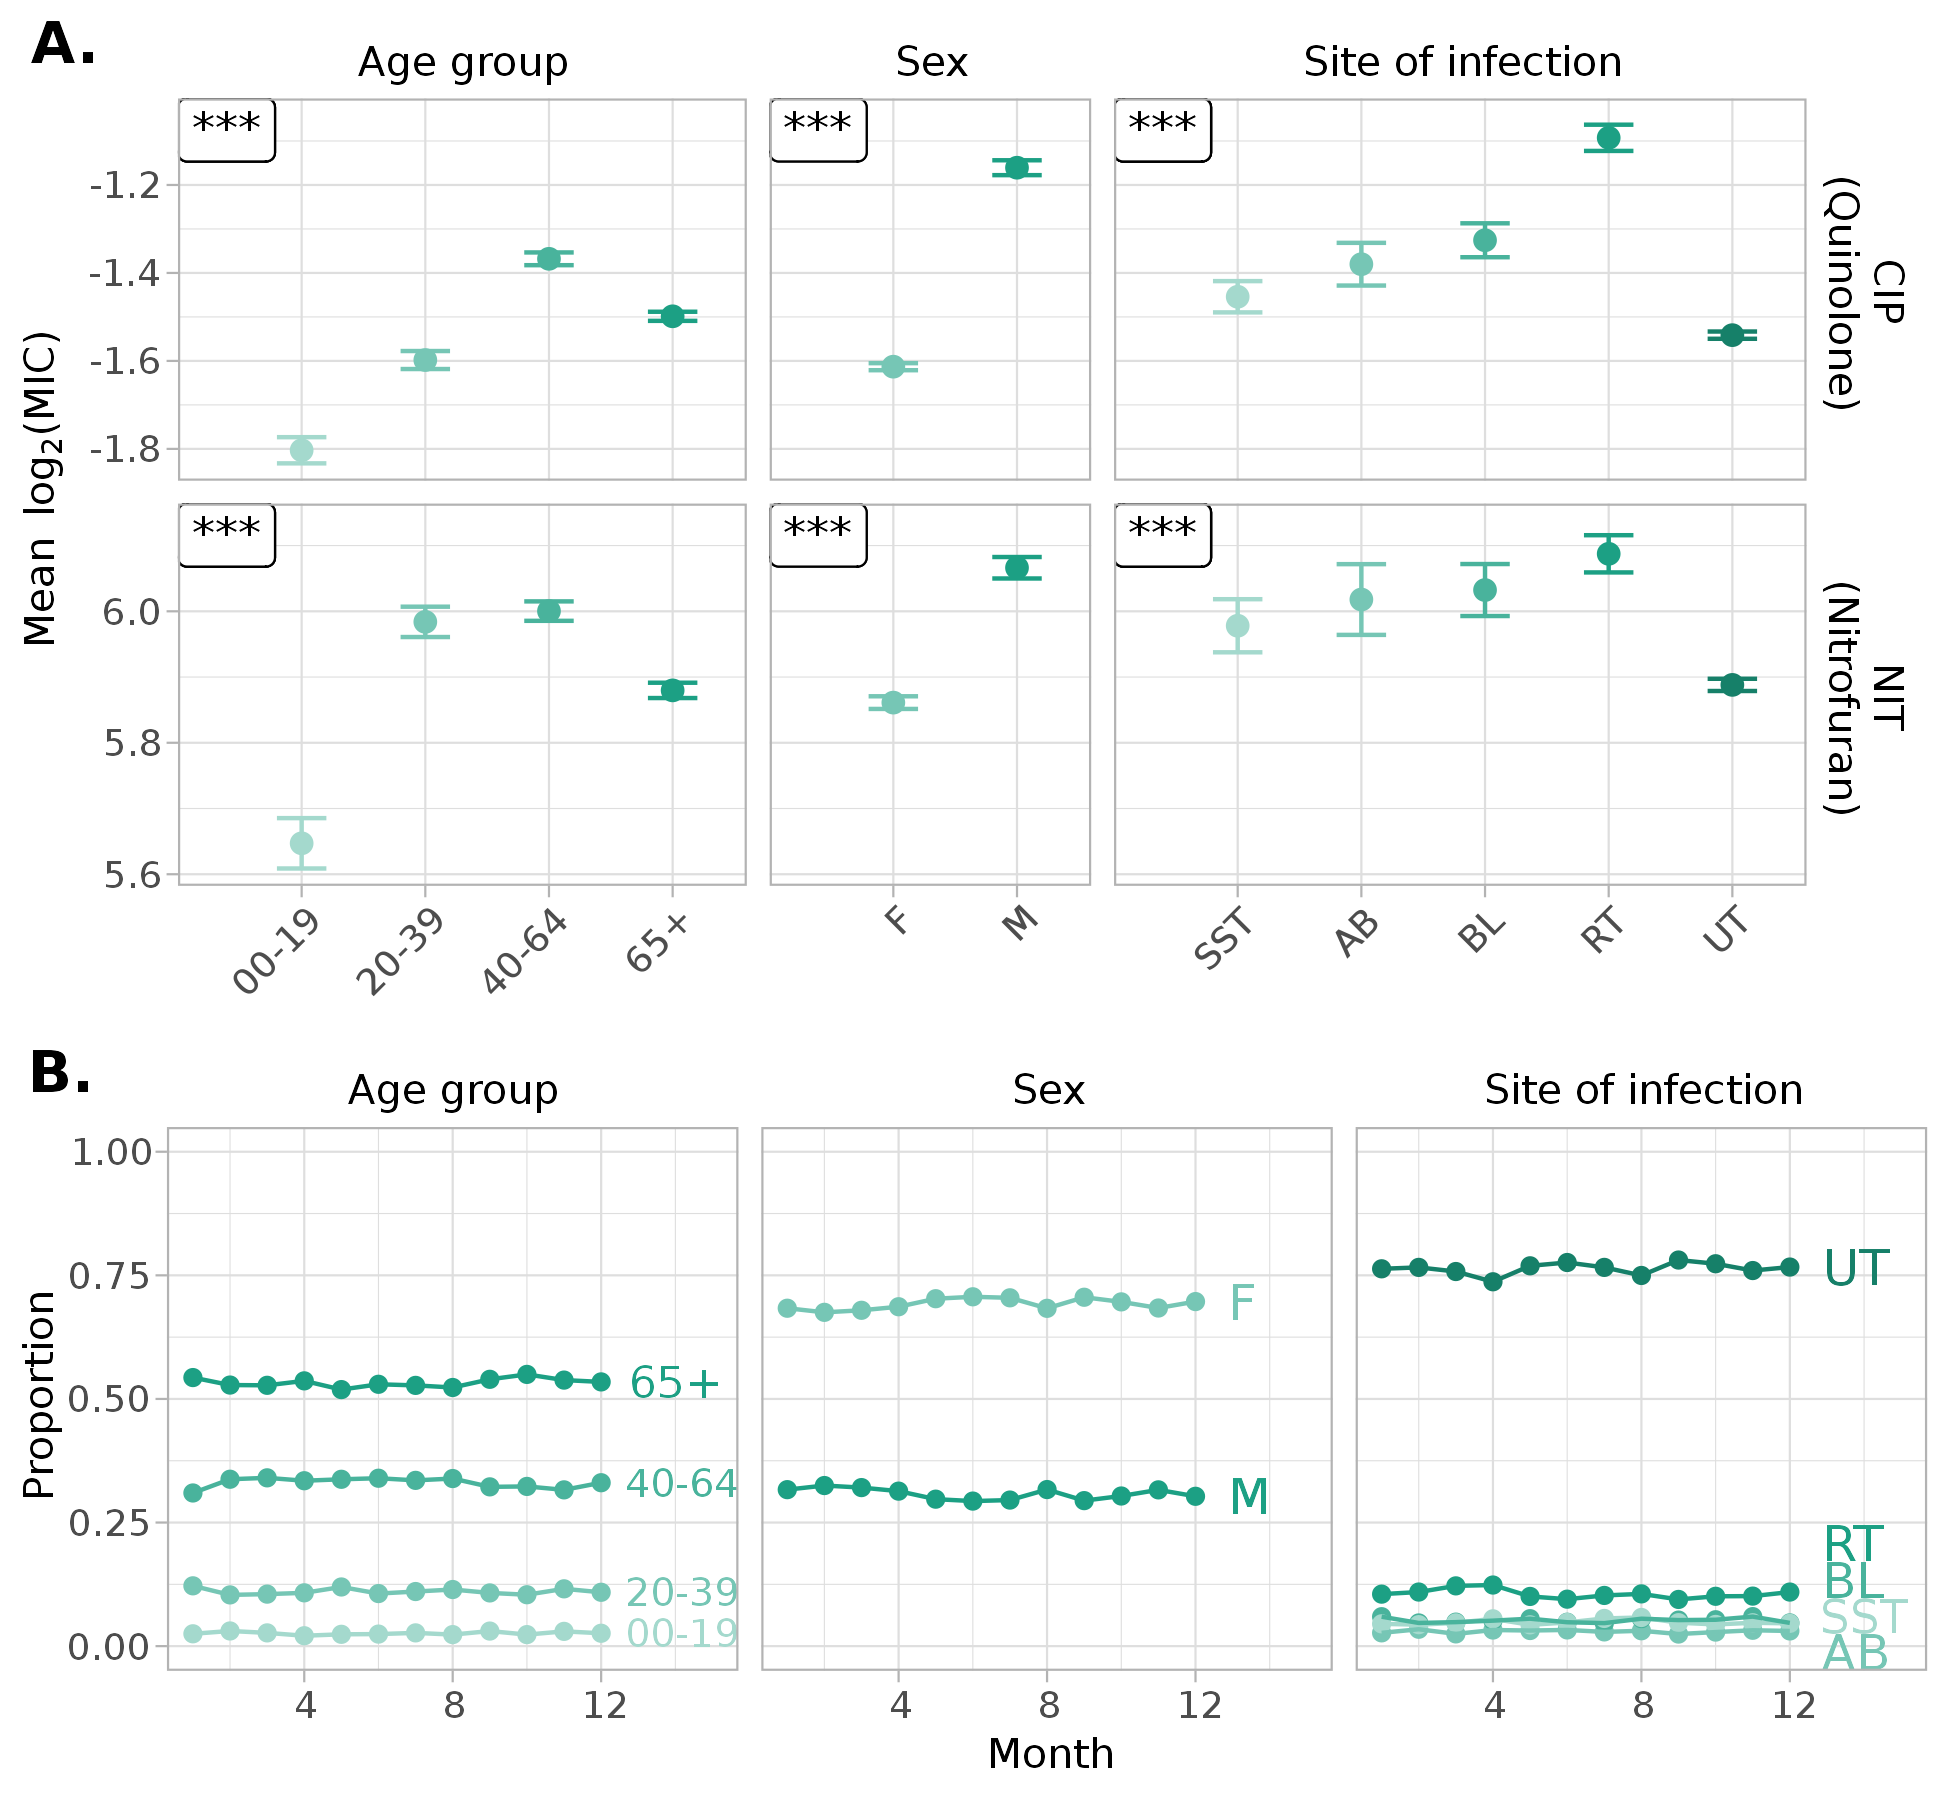 A.
Age group
Sex
Site of infection
***
***
***
-1.2
-1.4
-1.6
-1.8
CIP
(Quinolone)
Mean log₂(MIC)
***
***
***
6.0
5.8
5.6
NIT
(Nitrofuran)
00-19
20-39
40-64
65+
F
M
SST
AB
BL
RT
UT
B.
Age group
Sex
Site of infection
1.00
0.75
0.50
0.25
0.00
Proportion
65+
40-64
20-39
00-19
F
M
UT
RT
BL
SST
AB
4
8
12
4
8
12
4
8
12
Month